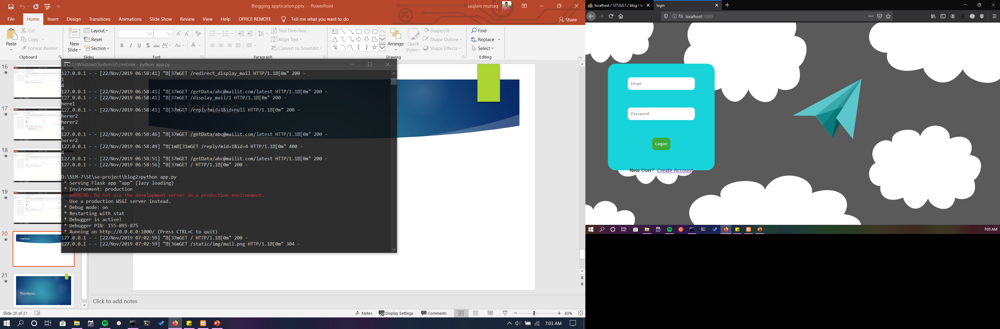 Blogging application.pptx - PowerPoint
saqlain mustaq
File Home Insert Design Transitions Animations Slide Show Review View Help OFFICE REMOTE Tell me what you want to do Share
Paste
Cut
Copy
Format Painter
Clipboard
New Slide
Layout
Reset
Section
Slides
Font
Text Direction
Align Text
Convert to SmartArt
Paragraph
Arrange
Quick Styles
Shape Fill
Shape Outline
Shape Effects
Drawing
Find
Replace
Select
Editing
16
17
18
19
20
Interface
21
Thankyou
C:\Windows\System32\cmd.exe - python  app.py
127.0.0.1 - - [22/Nov/2019 06:58:41] "[37mGET /redirect_display_mail HTTP/1.1[0m" 200 -
1
4
127.0.0.1 - - [22/Nov/2019 06:58:41] "[37mGET /getData/abc@mailit.com/latest HTTP/1.1[0m" 200 -
127.0.0.1 - - [22/Nov/2019 06:58:41] "[37mGET /display_mail/1 HTTP/1.1[0m" 200 -
here1
127.0.0.1 - - [22/Nov/2019 06:58:41] "[37mGET /reply?mid=1&id=null HTTP/1.1[0m" 200 -
herer2
herer2
4
127.0.0.1 - - [22/Nov/2019 06:58:46] "[37mGET /getData/abc@mailit.com/latest HTTP/1.1[0m" 200 -
herer2
127.0.0.1 - - [22/Nov/2019 06:58:49] "[1m[31mGET /reply?mid=1&id=4 HTTP/1.1[0m" 400 -
4
127.0.0.1 - - [22/Nov/2019 06:58:51] "[37mGET /getData/abc@mailit.com/latest HTTP/1.1[0m" 200 -
127.0.0.1 - - [22/Nov/2019 06:58:56] "[37mGET / HTTP/1.1[0m" 200 -
D:\SEM-7\SE\se-project\blog2>python app.py
* Serving Flask app "app" (lazy loading)
* Environment: production
WARNING: Do not use the development server in a production environment.
Use a production WSGI server instead.
* Debug mode: on
* Restarting with stat
* Debugger is active!
* Debugger PIN: 155-895-875
* Running on http://0.0.0.0:1000/ (Press CTRL+C to quit)
127.0.0.1 - - [22/Nov/2019 07:02:59] "[37mGET / HTTP/1.1[0m" 200 -
127.0.0.1 - - [22/Nov/2019 07:02:59] "[36mGET /static/img/mail.png HTTP/1.1[0m" 304 -
Interface
Click to add notes
Slide 20 of 21
Notes Display Settings Comments 83%
7:03 AM
localhost / 127.0.0.1 / blog / bl
logIn
localhost:1000
Email
Password
Login!
New User? Create Account
7:03 AM